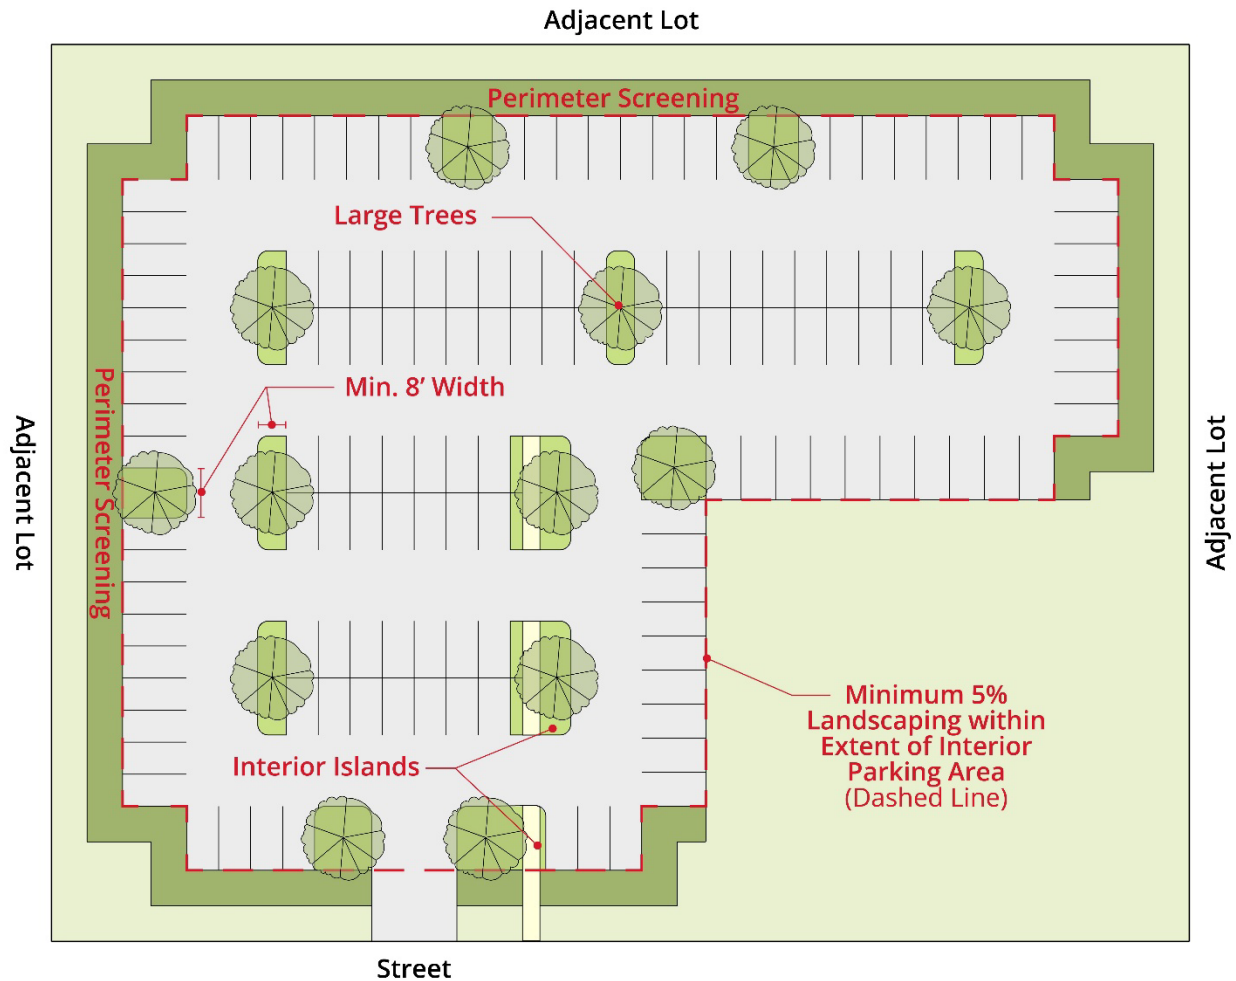 Adjacent Lot
Perimeter Screening
Large Trees
Min. 8’ Width
Perimeter Screening
Adjacent Lot
Adjacent Lot
Minimum 5%
Landscaping within
Extent of Interior
Parking Area
(Dashed Line)
Interior Islands
Street